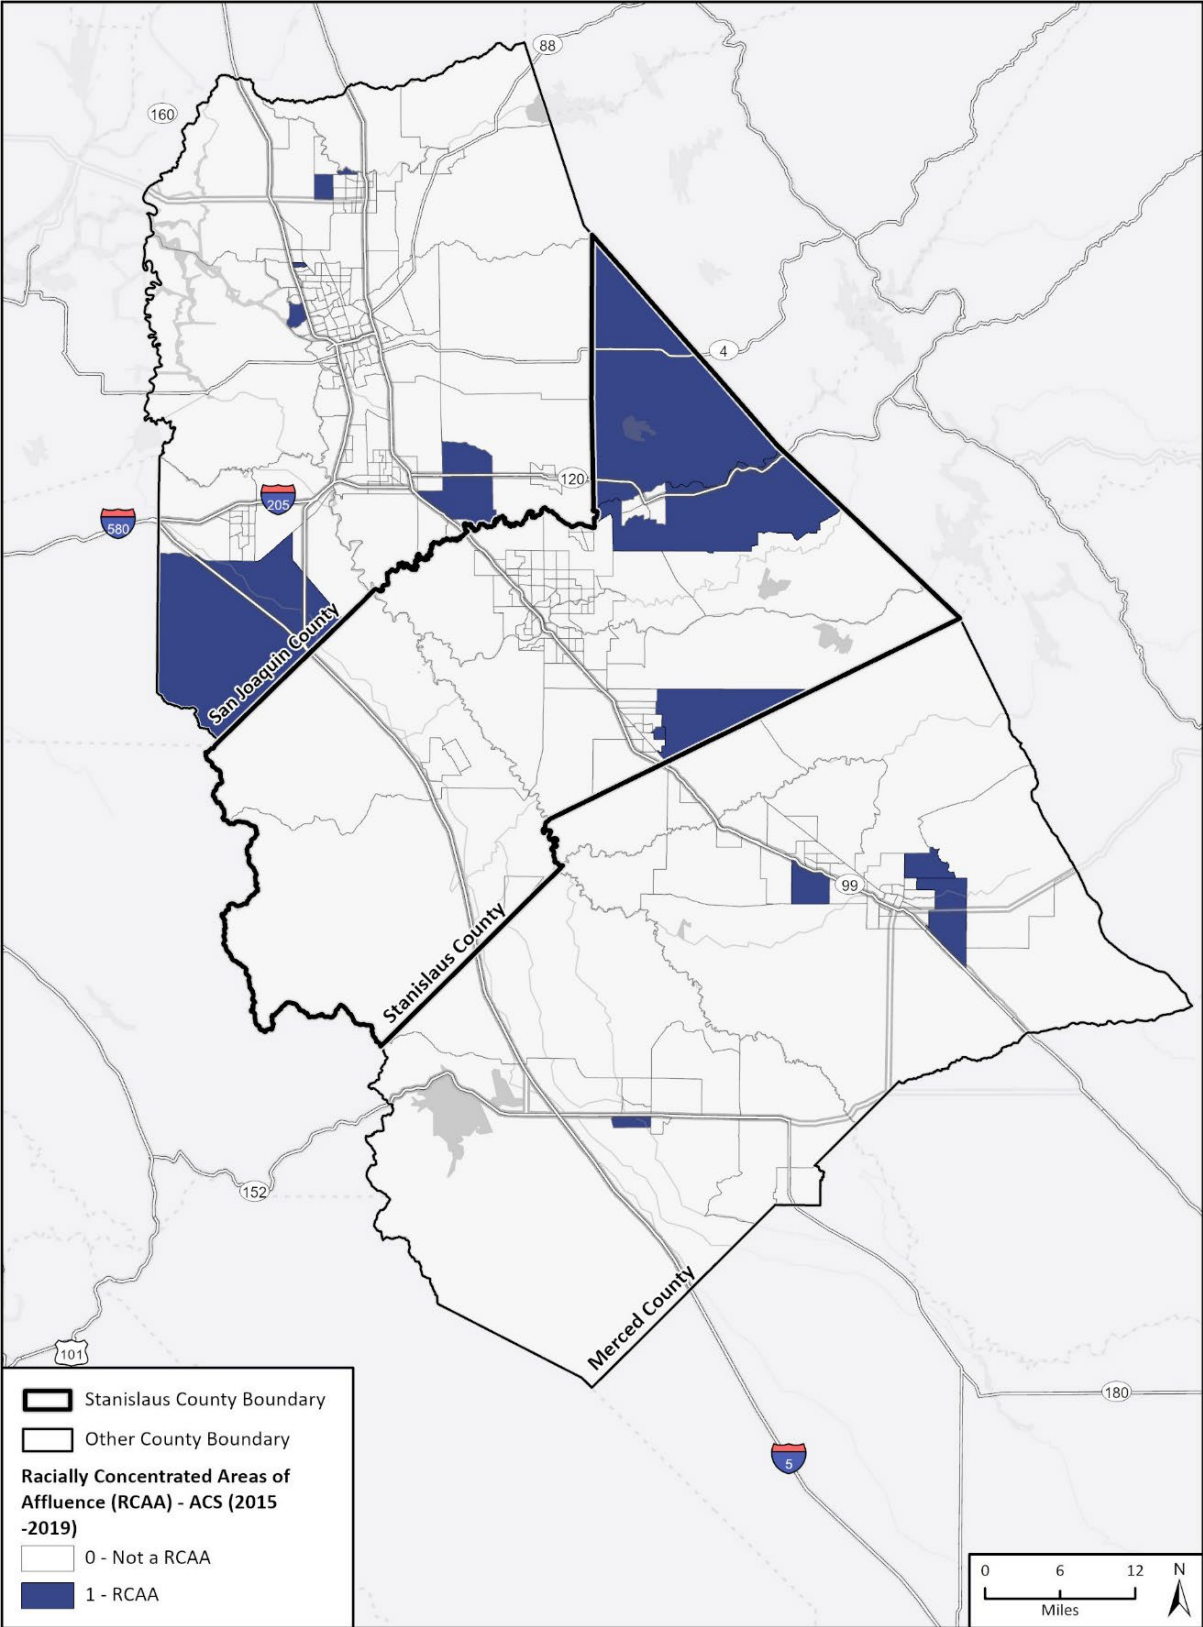 88
160
4
120
205
580
San Joaquin County
99
Stanislaus County
152
Merced County
101
180
5
Stanislaus County Boundary
Other County Boundary
Racially Concentrated Areas of
Affluence (RCAA) - ACS (2015
-2019)
0 - Not a RCAA
1 - RCAA
0 6 12 N
Miles